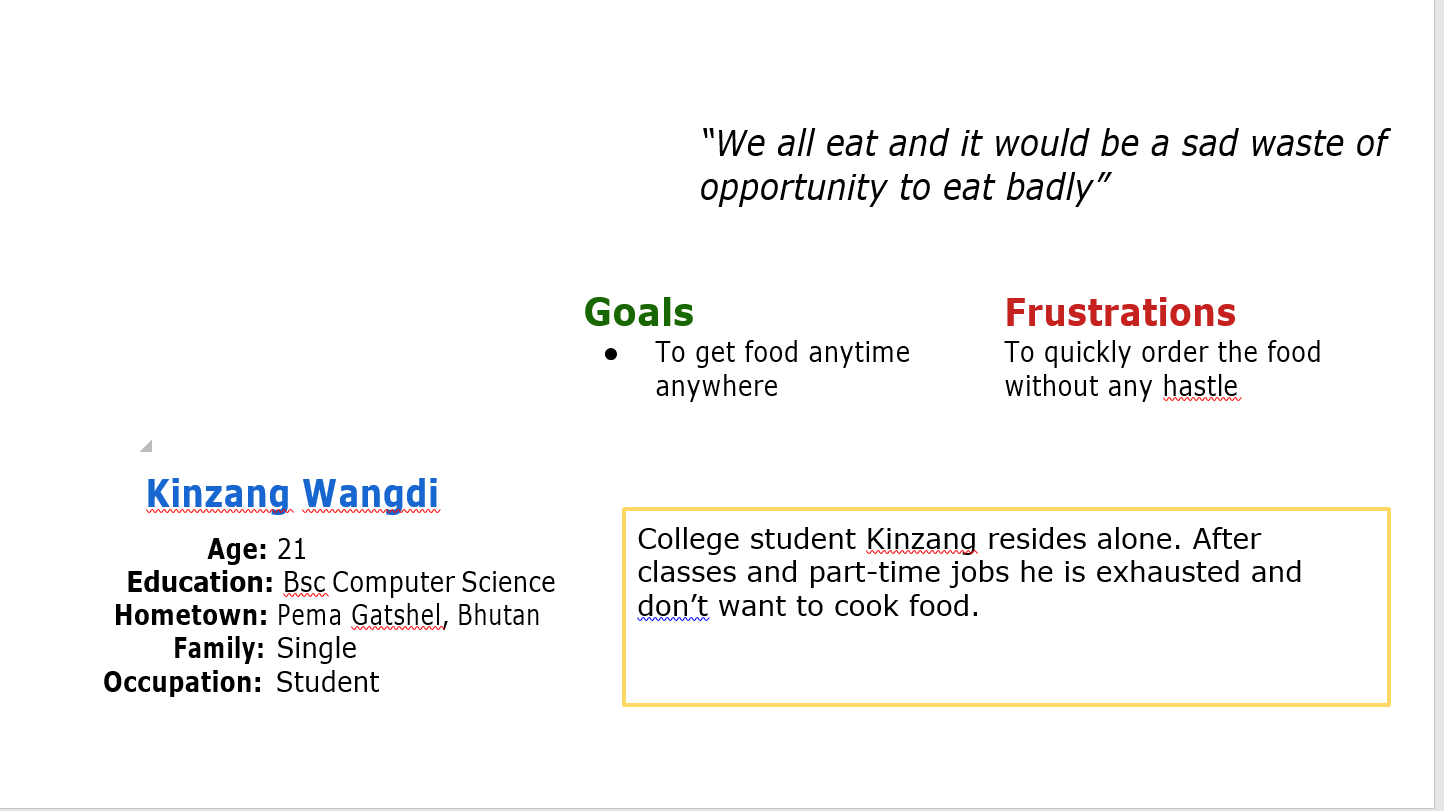 “We all eat and it would be a sad waste of
opportunity to eat badly”
Goals
● To get food anytime
anywhere
Frustrations
To quickly order the food
without any hastle
Kinzang Wangdi
Age: 21
Education: Bsc Computer Science
Hometown: Pema Gatshel, Bhutan
Family: Single
Occupation: Student
College student Kinzang resides alone. After
classes and part-time jobs he is exhausted and
don’t want to cook food.